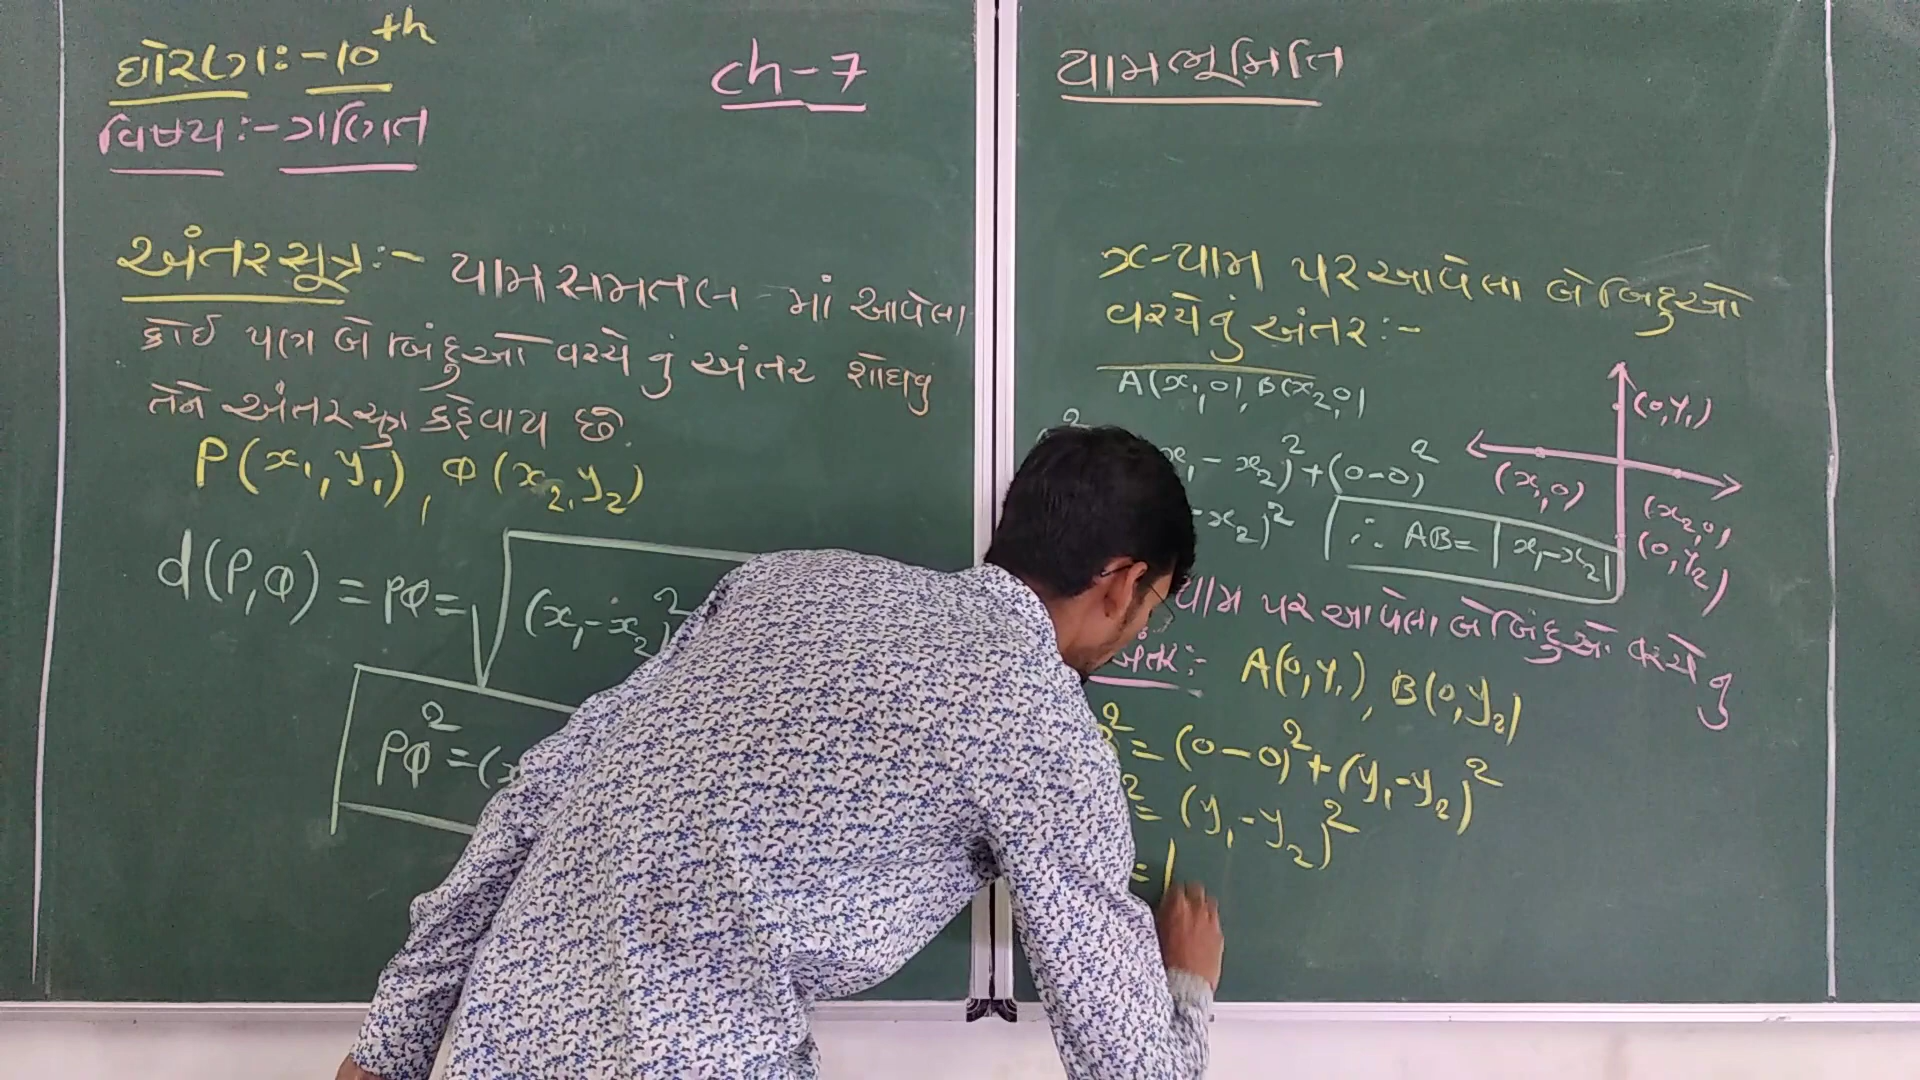 ધોરણઃ-10th
વિષયઃ-ગણિત
ch-7
અંતરસૂત્રઃ- યામસમતલ-માં આવેલા
કોઈ પણ બે બિંદુઓ વચ્ચે નું અંતર શોધવુ
તેને અંતરસુત્ર કહેવાય છે.
P(x₁,y₁), Q(x₂,y₂)
d(P,Q) = PQ = √(x₁-x₂)²
PQ² = (x
યામભૂમિતિ
x-યામ પર આવેલા બે બિંદુઓ
વચ્ચેનું અંતરઃ-
A(x₁,0), B(x₂,0)
x₁-x₂)²+(0-0)²
-x₂)² ∴ AB=|x₁-x₂|
(0,y₁)
(x₁,0)
(x₂,0)
(0,y₂)
યામ પર આવેલા બે બિંદુઓ વચ્ચે નુ
અંતરઃ- A(0,y₁), B(0,y₂)
² = (0-0)²+(y₁-y₂)²
² = (y₁-y₂)²
= |